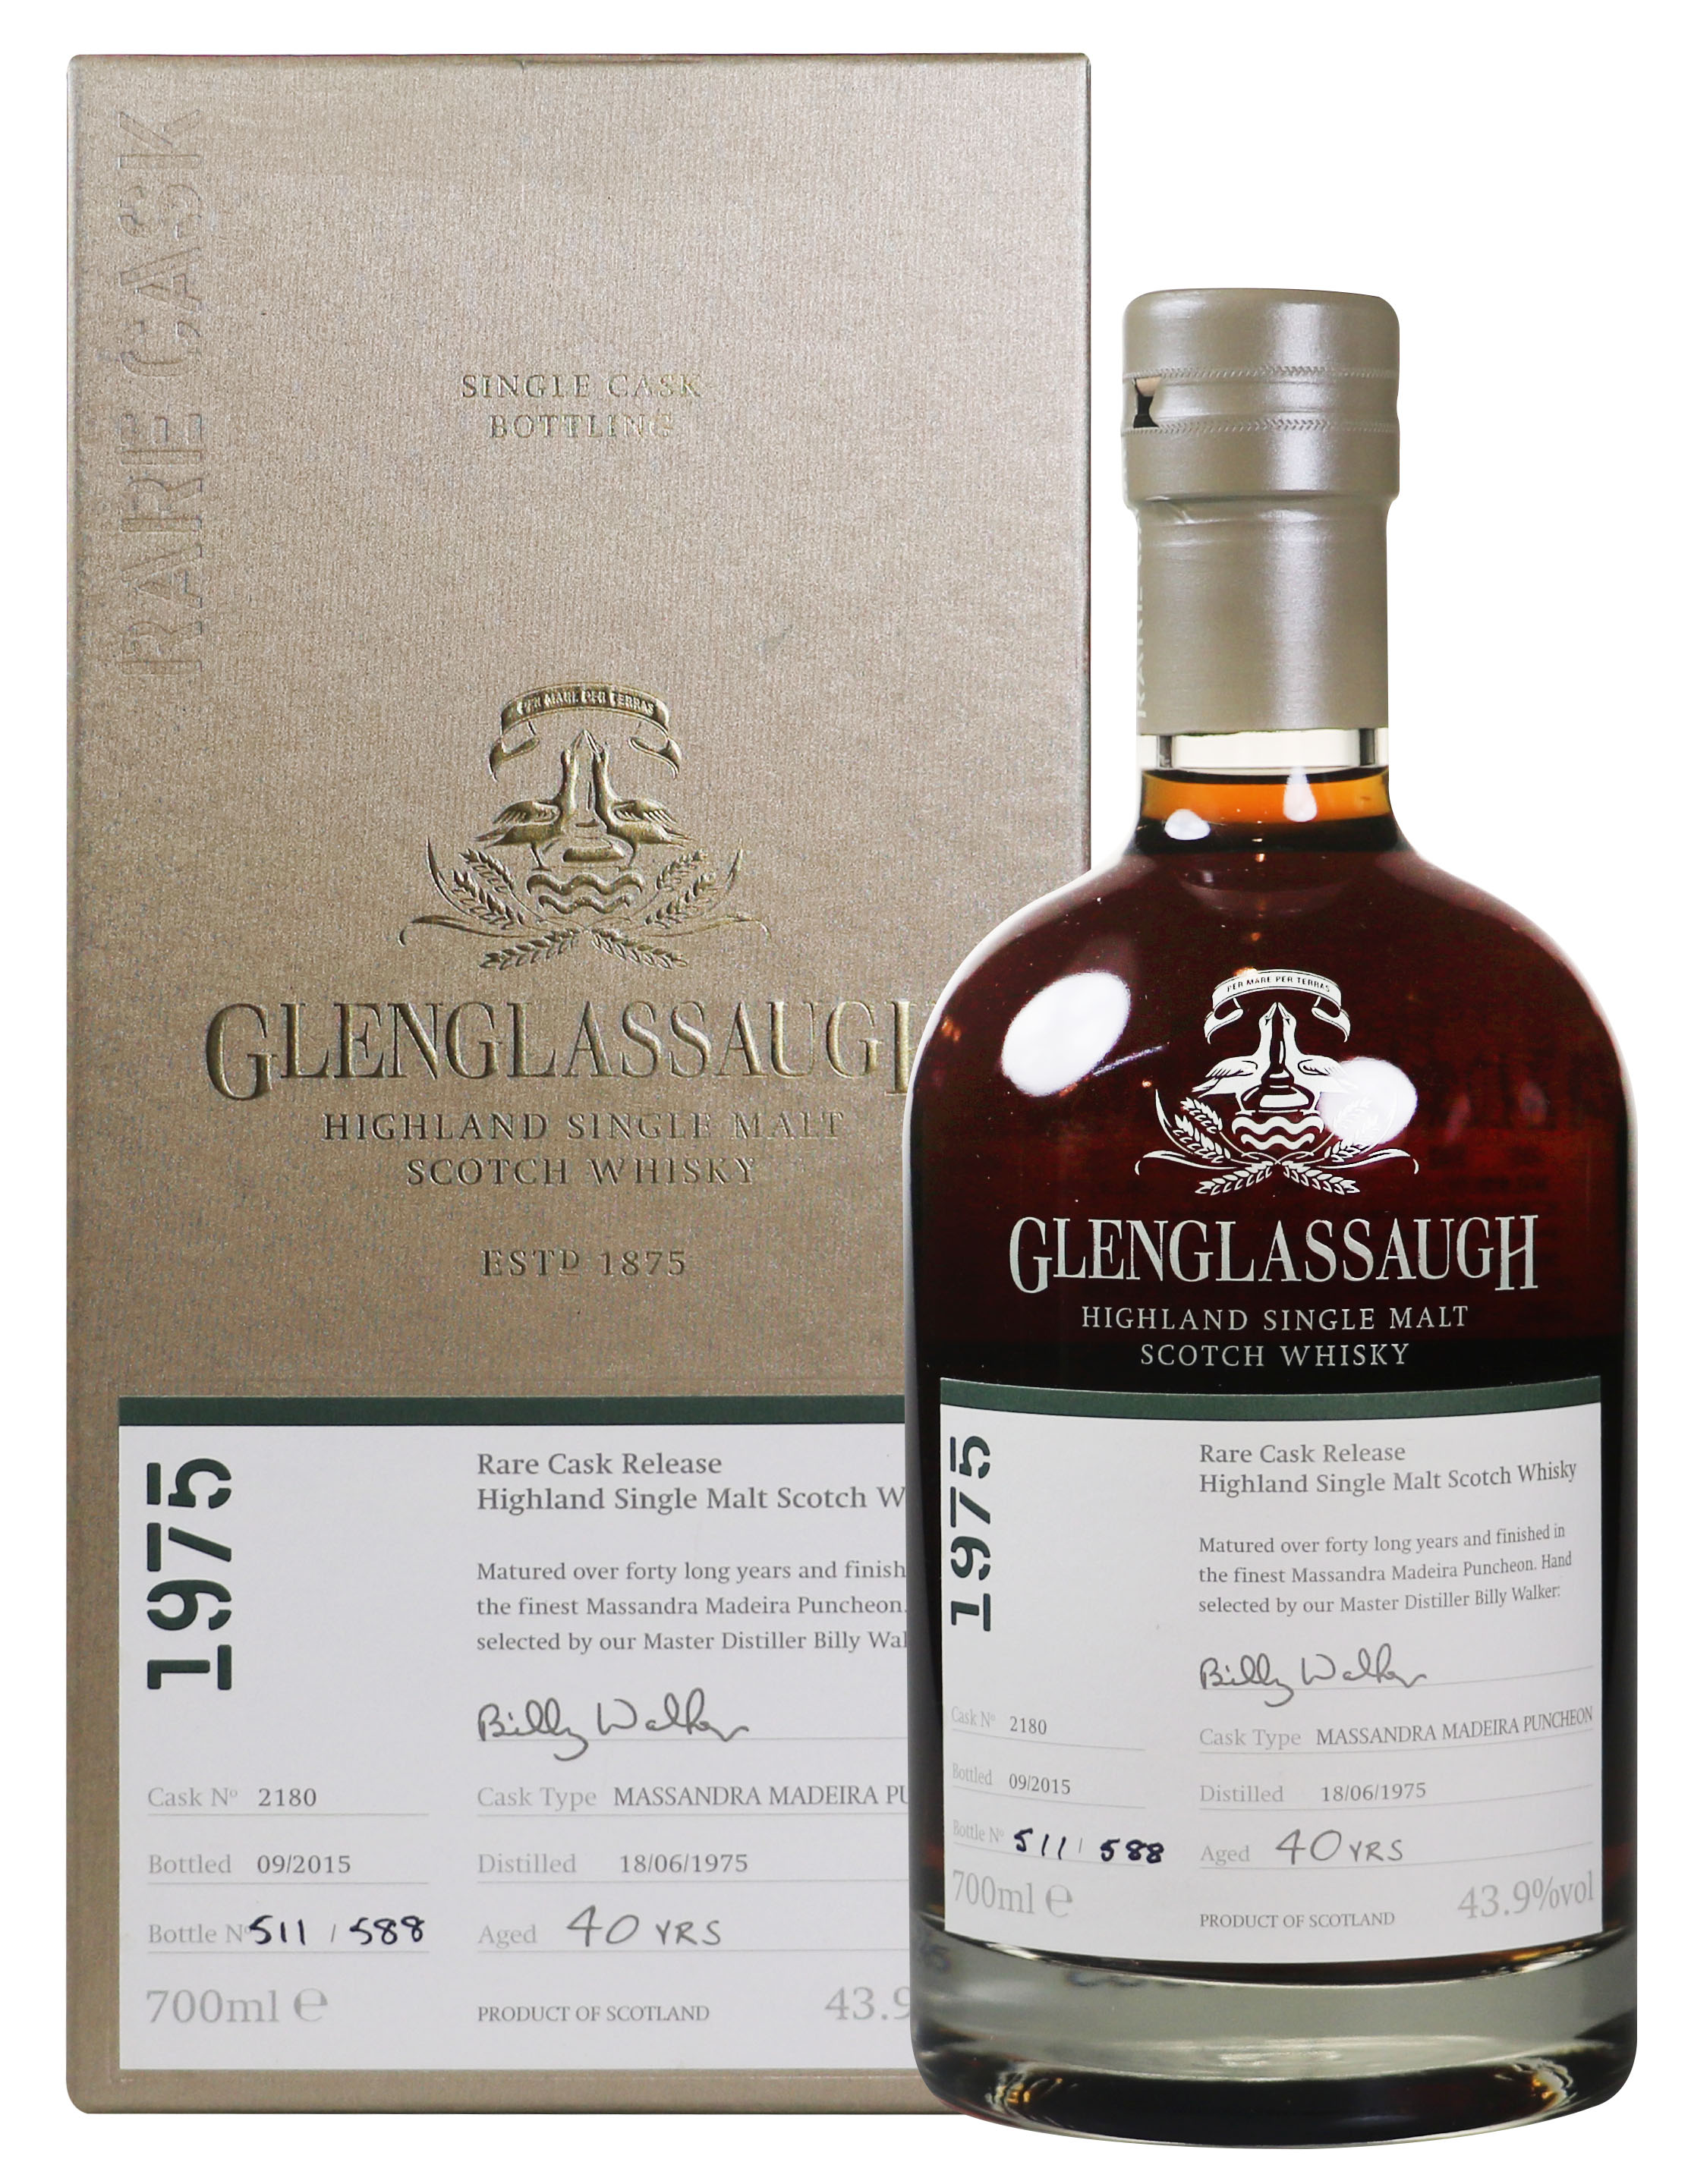 RARE CASK
SINGLE CASK
BOTTLING
PER MARE PER TERRAS
GLENGLASSAUGH
HIGHLAND SINGLE MALT
SCOTCH WHISKY
ESTD 1875
1975
Rare Cask Release
Highland Single Malt Scotch W
Matured over forty long years and finish
the finest Massandra Madeira Puncheon.
selected by our Master Distiller Billy Wal
Billy Walker
Cask Nº 2180
Cask Type MASSANDRA MADEIRA PU
Bottled 09/2015
Distilled 18/06/1975
Bottle Nº 511 / 588
Aged 40 YRS
700ml ℮
PRODUCT OF SCOTLAND
43.9
PER MARE PER TERRAS
GLENGLASSAUGH
HIGHLAND SINGLE MALT
SCOTCH WHISKY
1975
Rare Cask Release
Highland Single Malt Scotch Whisky
Matured over forty long years and finished in
the finest Massandra Madeira Puncheon. Hand
selected by our Master Distiller Billy Walker:
Billy Walker
Cask Nº 2180
Cask Type MASSANDRA MADEIRA PUNCHEON
Bottled 09/2015
Distilled 18/06/1975
Bottle Nº 511 / 588
Aged 40 YRS
700ml ℮
PRODUCT OF SCOTLAND
43.9%vol